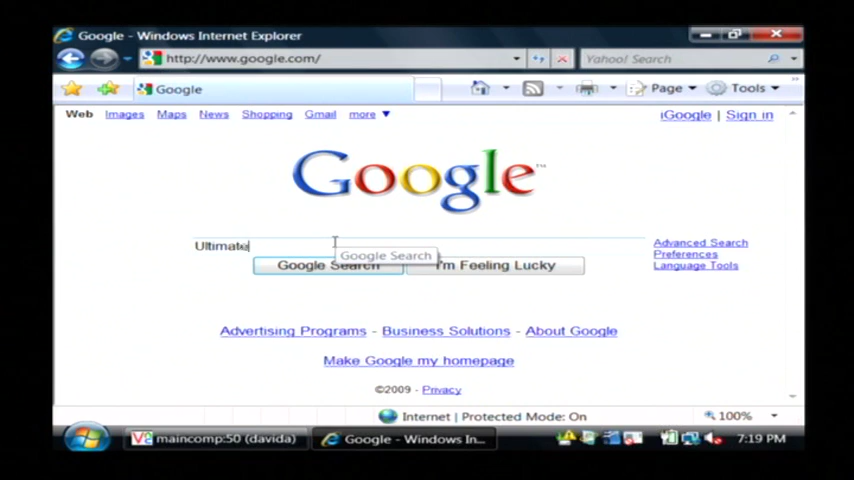 Google - Windows Internet Explorer
http://www.google.com/
Yahoo! Search
Google
Page
Tools
Web Images Maps News Shopping Gmail more
iGoogle | Sign in
Google™
Ultimate
Google Search
Advanced Search
Preferences
Language Tools
Google Search
I'm Feeling Lucky
Advertising Programs - Business Solutions - About Google
Make Google my homepage
©2009 - Privacy
Internet | Protected Mode: On
100%
maincomp:50 (davida)
Google - Windows In...
7:19 PM